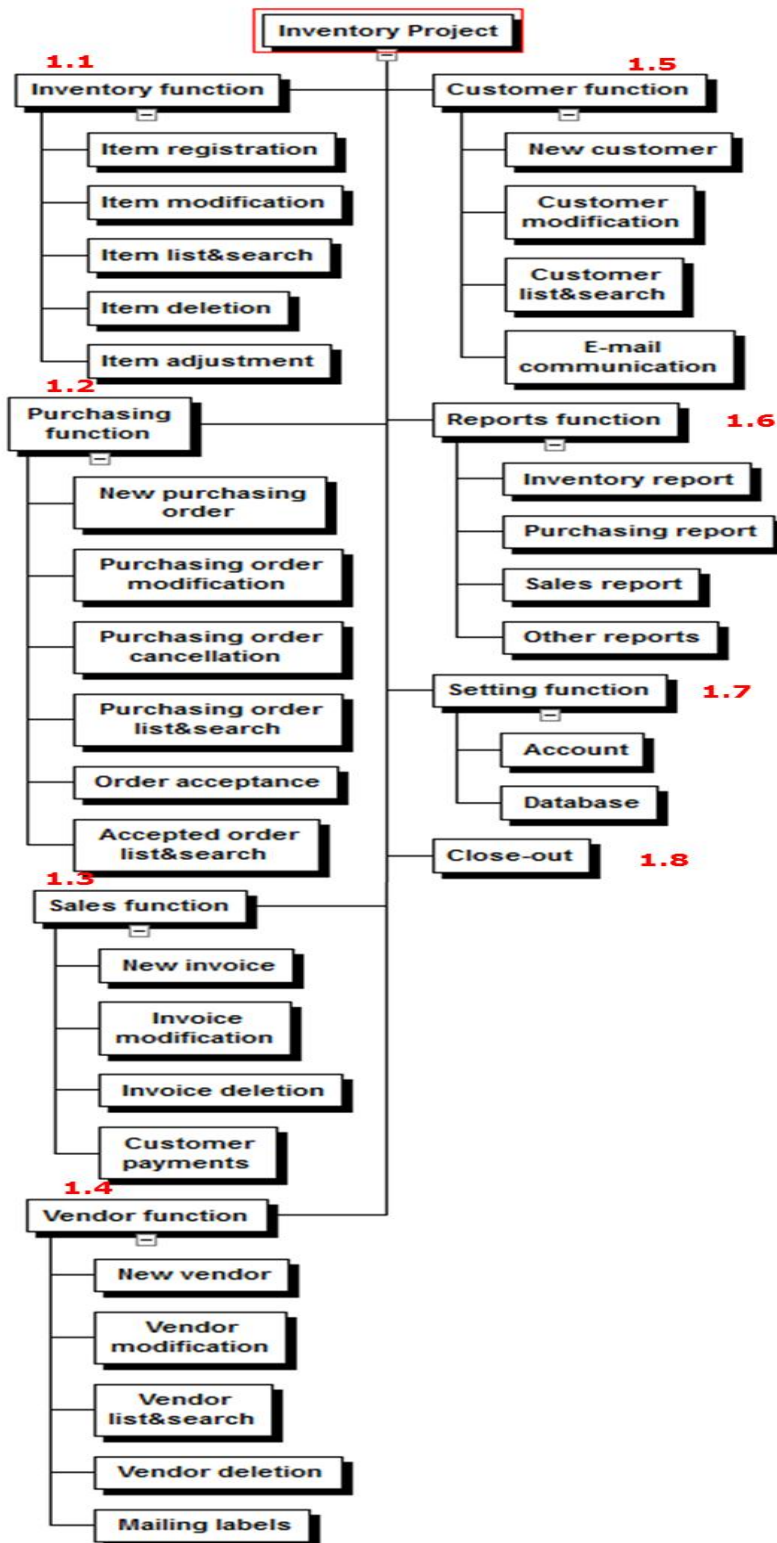 Inventory Project
1.1
Inventory function
Item registration
Item modification
Item list&search
Item deletion
Item adjustment
1.2
Purchasing
function
New purchasing
order
Purchasing order
modification
Purchasing order
cancellation
Purchasing order
list&search
Order acceptance
Accepted order
list&search
1.3
Sales function
New invoice
Invoice
modification
Invoice deletion
Customer
payments
1.4
Vendor function
New vendor
Vendor
modification
Vendor
list&search
Vendor deletion
Mailing labels
1.5
Customer function
New customer
Customer
modification
Customer
list&search
E-mail
communication
Reports function
1.6
Inventory report
Purchasing report
Sales report
Other reports
Setting function
1.7
Account
Database
Close-out
1.8